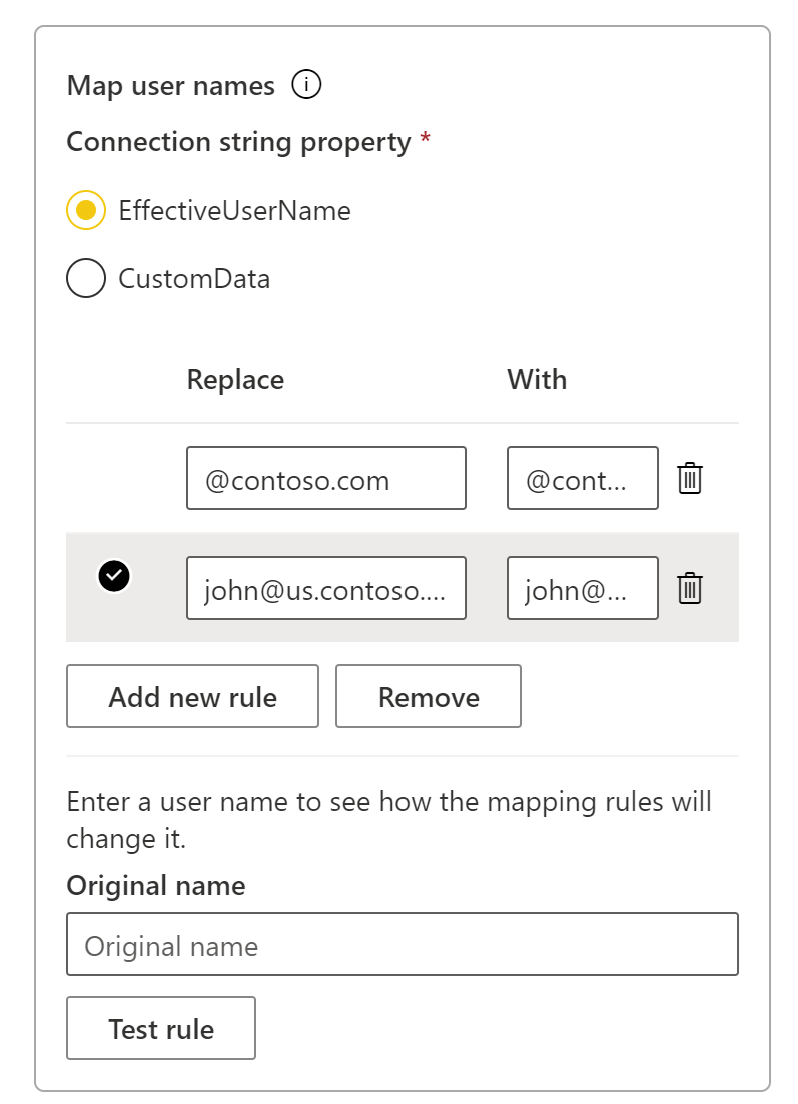 Map user names
Connection string property *
EffectiveUserName
CustomData
Replace With
@contoso.com @cont...
john@us.contoso.... john@...
Add new rule Remove
Enter a user name to see how the mapping rules will
change it.
Original name
Original name
Test rule